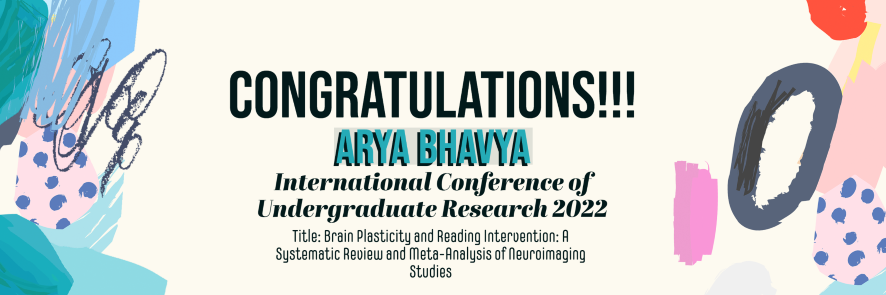 CONGRATULATIONS!!!
ARYA BHAVYA
International Conference of
Undergraduate Research 2022
Title: Brain Plasticity and Reading Intervention: A
Systematic Review and Meta-Analysis of Neuroimaging
Studies